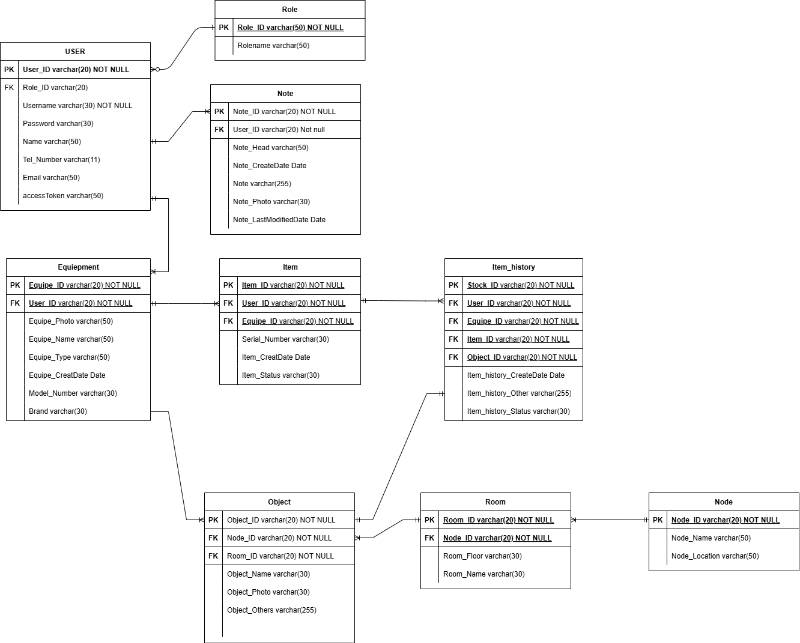 Role
PK Role_ID varchar(50) NOT NULL
Rolename varchar(50)
USER
PK User_ID varchar(20) NOT NULL
FK Role_ID varchar(20)
Username varchar(30) NOT NULL
Password varchar(30)
Name varchar(50)
Tel_Number varchar(11)
Email varchar(50)
accessToken varchar(50)
Note
PK Note_ID varchar(20) NOT NULL
FK User_ID varchar(20) Not null
Note_Head varchar(50)
Note_CreateDate Date
Note varchar(255)
Note_Photo varchar(30)
Note_LastModifiedDate Date
Equiepment
PK Equipe_ID varchar(20) NOT NULL
FK User_ID varchar(20) NOT NULL
Equipe_Photo varchar(50)
Equipe_Name varchar(50)
Equipe_Type varchar(50)
Equipe_CreatDate Date
Model_Number varchar(30)
Brand varchar(30)
Item
PK Item_ID varchar(20) NOT NULL
FK User_ID varchar(20) NOT NULL
FK Equipe_ID varchar(20) NOT NULL
Serial_Number varchar(30)
Item_CreatDate Date
Item_Status varchar(30)
Item_history
PK Stock_ID varchar(20) NOT NULL
FK User_ID varchar(20) NOT NULL
FK Equipe_ID varchar(20) NOT NULL
FK Item_ID varchar(20) NOT NULL
FK Object_ID varchar(20) NOT NULL
Item_history_CreateDate Date
Item_history_Other varchar(255)
Item_history_Status varchar(30)
Object
PK Object_ID varchar(20) NOT NULL
FK Node_ID varchar(20) NOT NULL
FK Room_ID varchar(20) NOT NULL
Object_Name varchar(30)
Object_Photo varchar(30)
Object_Others varchar(255)
Room
PK Room_ID varchar(20) NOT NULL
FK Node_ID varchar(20) NOT NULL
Room_Floor varchar(30)
Room_Name varchar(30)
Node
PK Node_ID varchar(20) NOT NULL
Node_Name varchar(50)
Node_Location varchar(50)